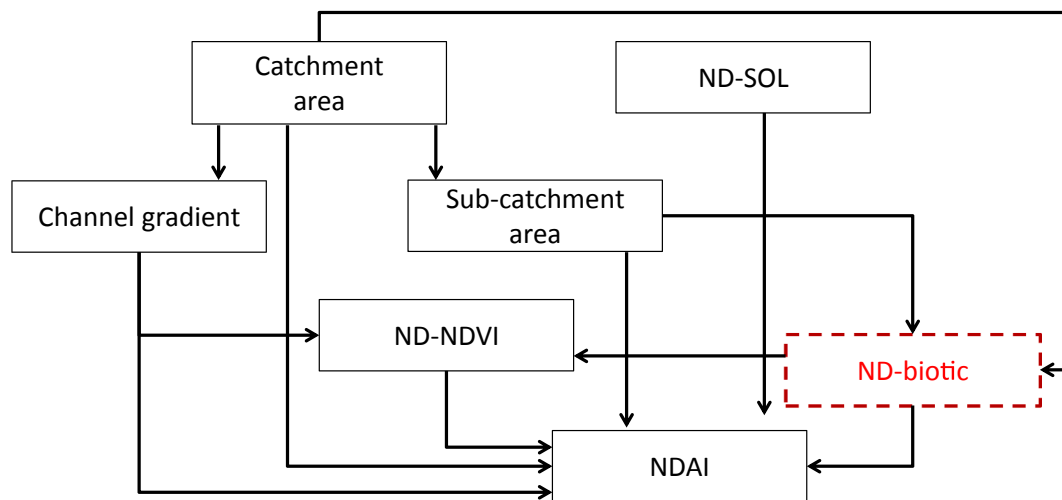 Catchment
area
ND-SOL
Channel gradient
Sub-catchment
area
ND-NDVI
ND-biotic
NDAI